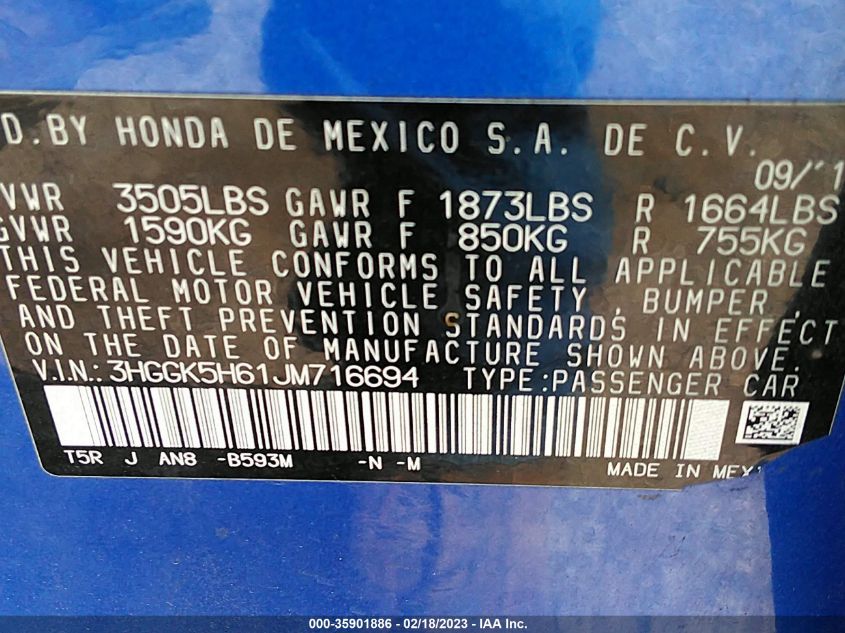 D.BY HONDA DE MEXICO S.A. DE C.V.
09/'1
VWR 3505LBS GAWR F 1873LBS R 1664LBS
GVWR 1590KG GAWR F 850KG R 755KG
THIS VEHICLE CONFORMS TO ALL APPLICABLE
FEDERAL MOTOR VEHICLE SAFETY, BUMPER,
AND THEFT PREVENTION STANDARDS IN EFFECT
ON THE DATE OF MANUFACTURE SHOWN ABOVE.
V.I.N.: 3HGGK5H61JM716694 TYPE:PASSENGER CAR
T5R J AN8 -B593M -N -M MADE IN MEX
000-35901886 - 02/18/2023 - IAA Inc.